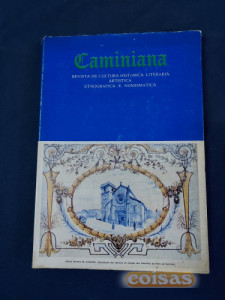 Caminiana
REVISTA DE CULTURA HISTÓRICA, LITERÁRIA,
ARTÍSTICA,
ETNOGRÁFICA E NUMISMÁTICA
coisas